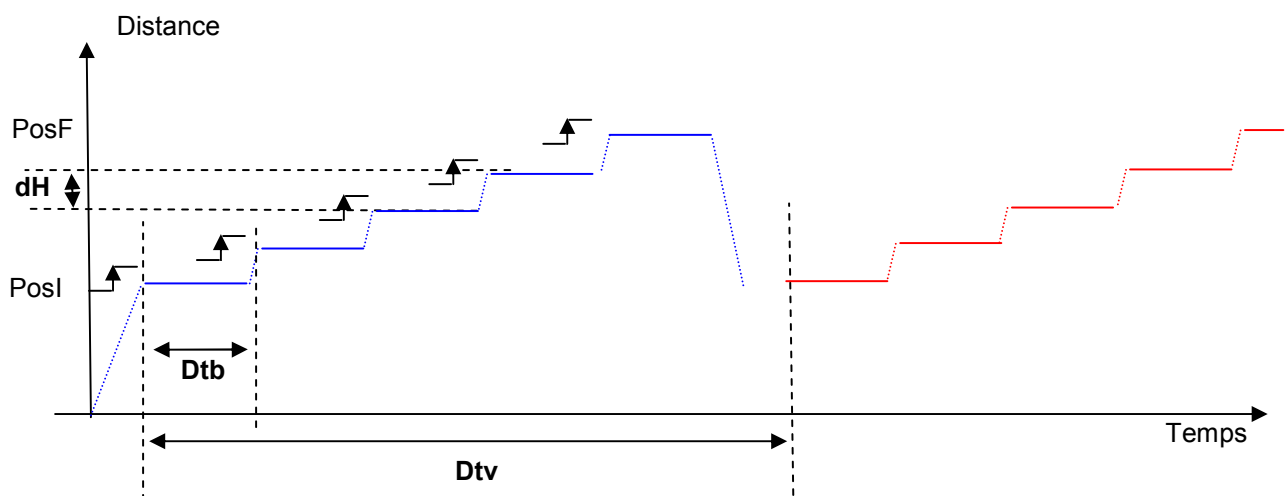 Distance
PosF
dH
PosI
Dtb
Temps
Dtv